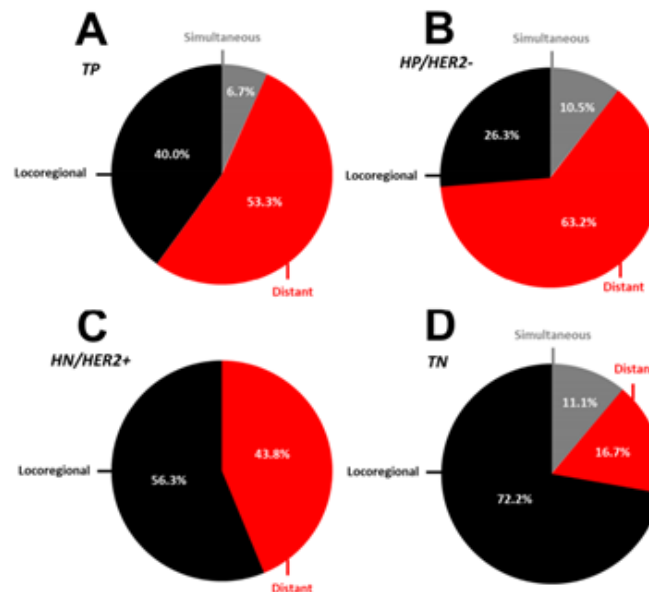 A
TP
Simultaneous
6.7%
40.0%
Locoregional
53.3%
Distant
B
HP/HER2-
Simultaneous
10.5%
26.3%
Locoregional
63.2%
Distant
C
HN/HER2+
43.8%
Locoregional
56.3%
Distant
D
TN
Simultaneous
Distan
11.1%
16.7%
Locoregional
72.2%